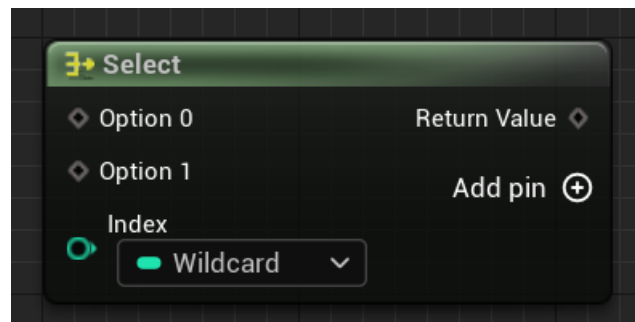 Select
Option 0
Return Value
Option 1
Add pin
Index
Wildcard